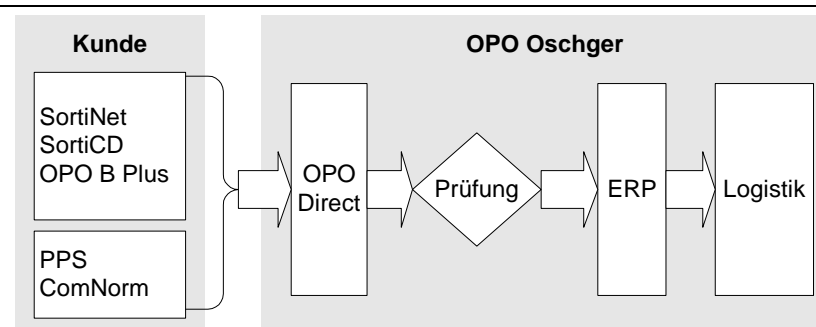 Kunde
OPO Oschger
SortiNet
SortiCD
OPO B Plus
PPS
ComNorm
OPO
Direct
Prüfung
ERP
Logistik